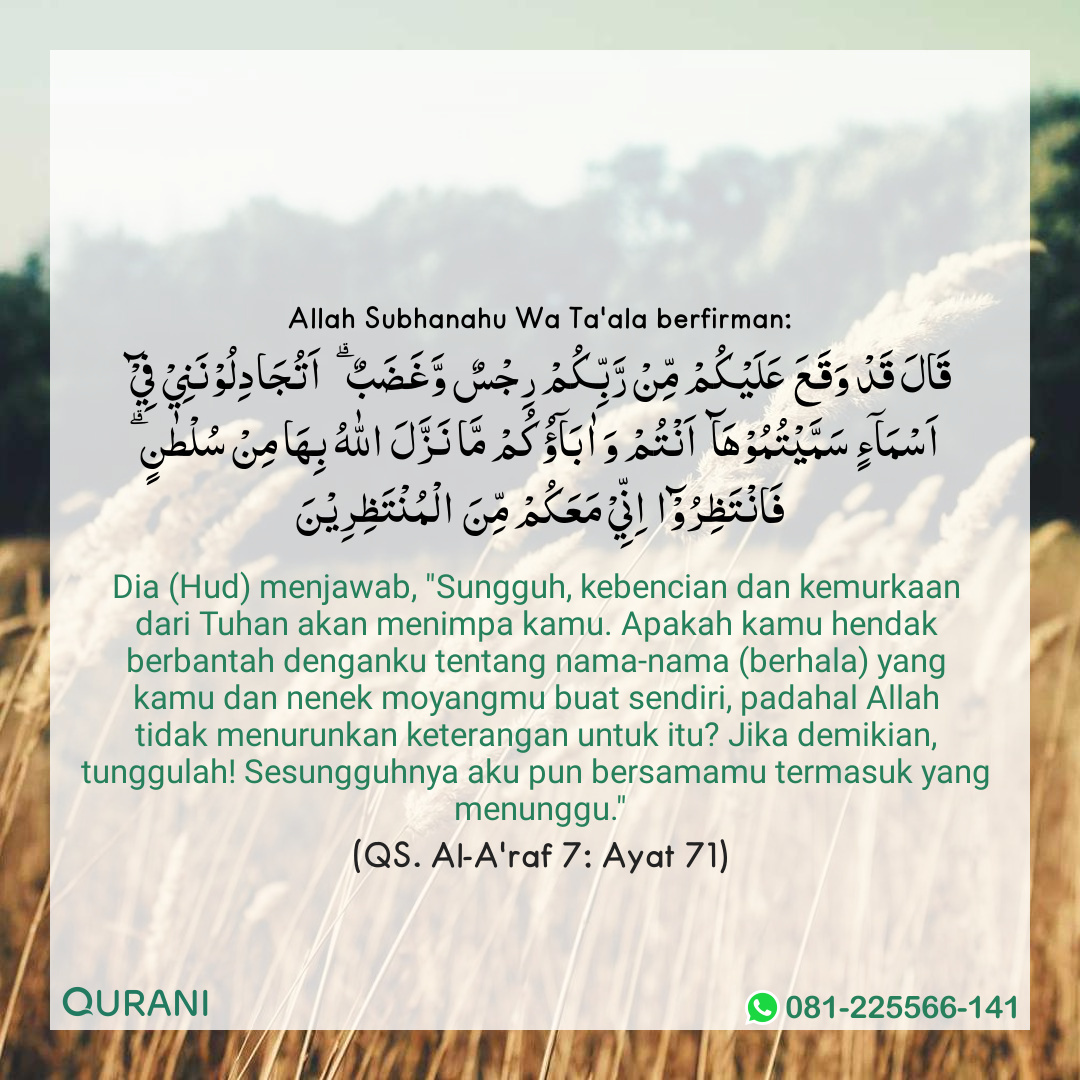 Allah Subhanahu Wa Ta'ala berfirman:
قَالَ قَدْ وَقَعَ عَلَيْكُمْ مِّنْ رَّبِّكُمْ رِجْسٌ وَّغَضَبٌ ۗ اَتُجَادِلُوْنَنِيْ فِيْٓ
اَسْمَآءٍ سَمَّيْتُمُوْهَآ اَنْتُمْ وَاٰبَآؤُكُمْ مَّا نَزَّلَ اللّٰهُ بِهَا مِنْ سُلْطٰنٍ ۗ
فَانْتَظِرُوْٓا اِنِّيْ مَعَكُمْ مِّنَ الْمُنْتَظِرِيْنَ
Dia (Hud) menjawab, "Sungguh, kebencian dan kemurkaan
dari Tuhan akan menimpa kamu. Apakah kamu hendak
berbantah denganku tentang nama-nama (berhala) yang
kamu dan nenek moyangmu buat sendiri, padahal Allah
tidak menurunkan keterangan untuk itu? Jika demikian,
tunggulah! Sesungguhnya aku pun bersamamu termasuk yang
menunggu."
(QS. Al-A'raf 7: Ayat 71)
QURANI
081-225566-141